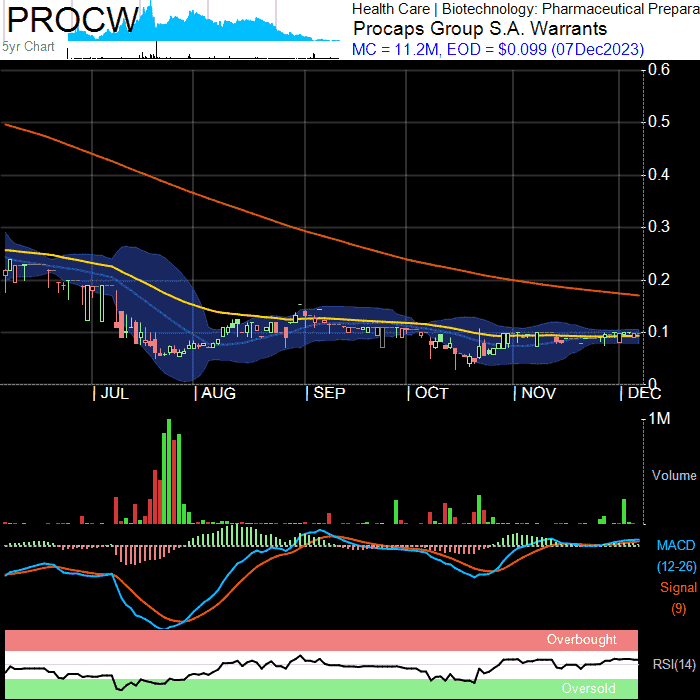 PROCW
Health Care | Biotechnology: Pharmaceutical Prepara
Procaps Group S.A. Warrants
5yr Chart
MC = 11.2M, EOD = $0.099 (07Dec2023)
0.6
0.5
0.4
0.3
0.2
0.1
0
| JUL | AUG | SEP | OCT | NOV | DEC
1M
Volume
MACD
(12-26)
Signal
(9)
Overbought
RSI(14)
Oversold